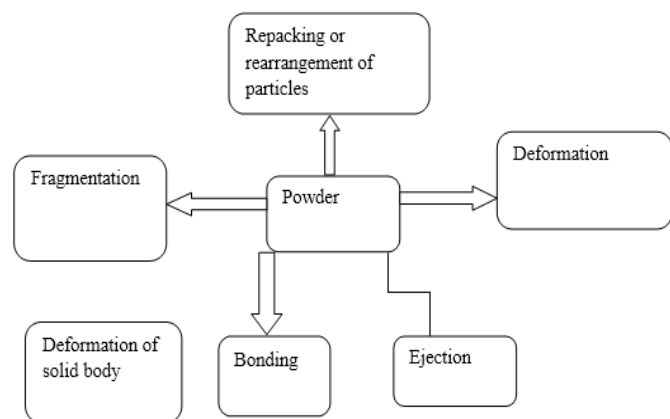 Repacking or
rearrangement of
particles
Deformation
Fragmentation
Powder
Deformation of
solid body
Bonding
Ejection